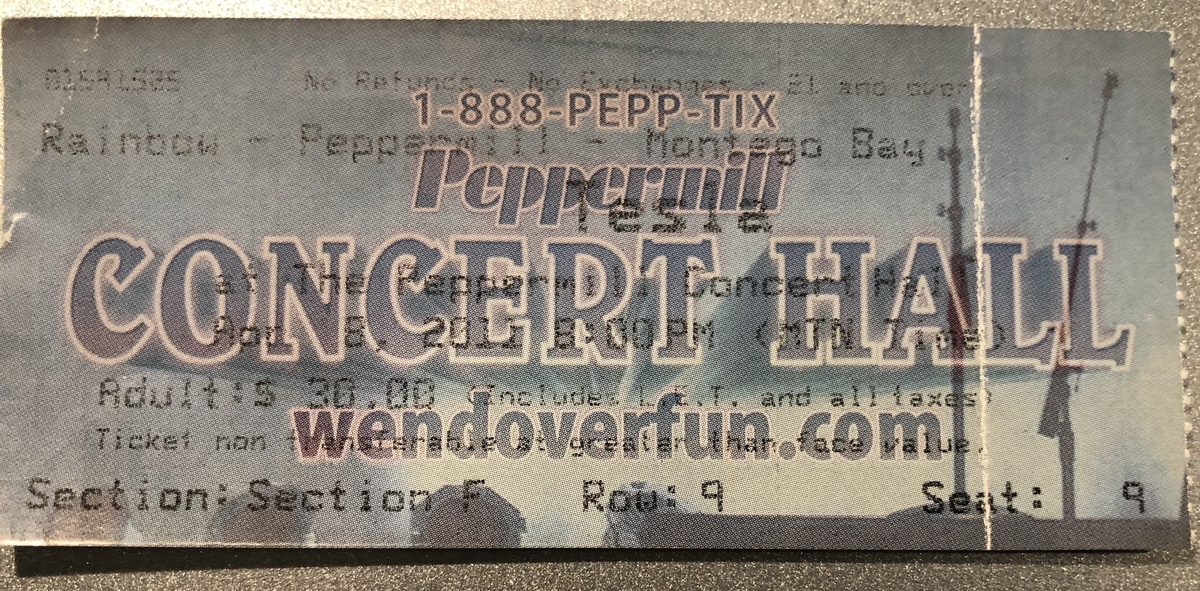 No Refunds - No Exchanges - 21 and over
1-888-PEPP-TIX
Rainbow - Peppermill - Montego Bay
Peppermill
Tesla
CONCERT HALL
at The Peppermill Concert Hall
Apr 8, 2011 8:00PM (MTN Time)
Adult:$ 30.00 (Includes L.E.T. and all taxes)
wendoverfun.com
Ticket non transferable at greater than face value.
Section: Section F Row: 9 Seat: 9